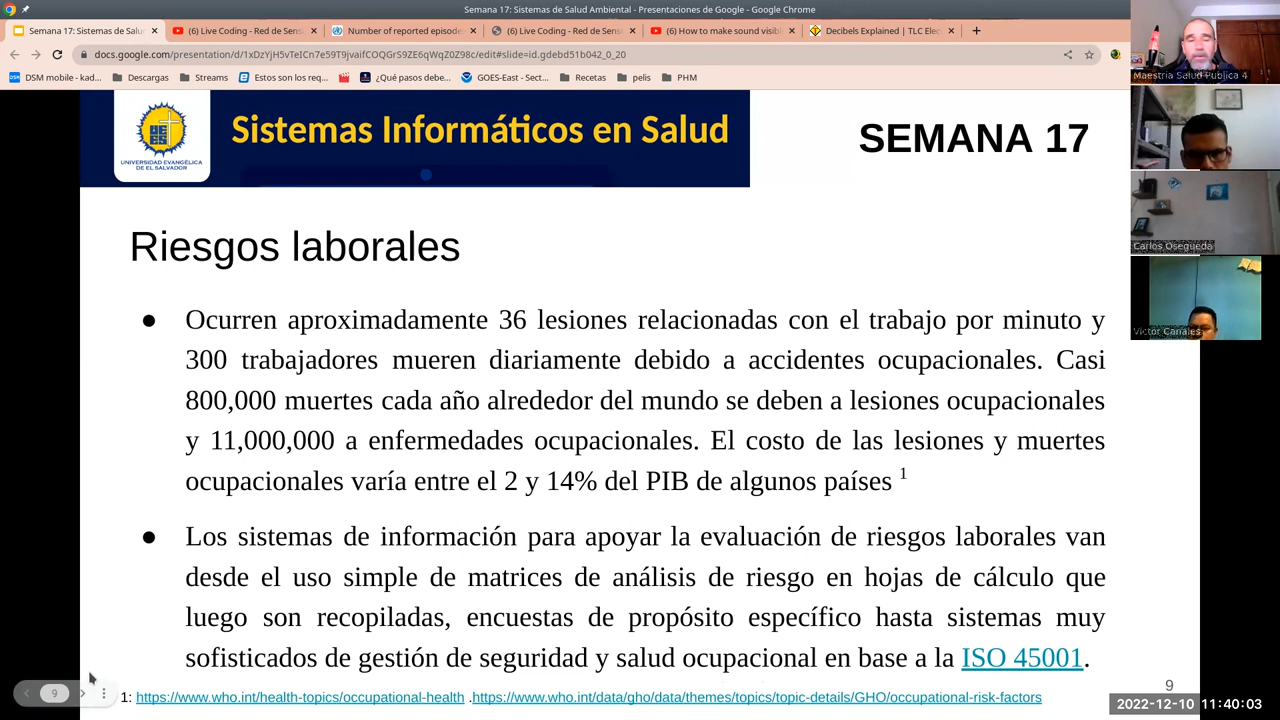 Semana 17: Sistemas de Salud Ambiental - Presentaciones de Google - Google Chrome
Semana 17: Sistemas de Salu
(6) Live Coding - Red de Sens
Number of reported episode
(6) Live Coding - Red de Sens
(6) How to make sound visibl
Decibels Explained | TLC Elec
docs.google.com/presentation/d/1xDzYjH5vTeICn7e59T9jvaifCOQGrS9ZE6qWqZ0Z98c/edit#slide=id.gdebd51b042_0_20
DSM mobile - kad...
Descargas
Streams
Estos son los req...
¿Qué pasos debe...
GOES-East - Sect...
Recetas
pelis
PHM
UNIVERSIDAD EVANGÉLICA
DE EL SALVADOR
Sistemas Informáticos en Salud
SEMANA 17
Maestria Salud Publica 4
Carlos Osegueda
Victor Canales
Riesgos laborales
● Ocurren aproximadamente 36 lesiones relacionadas con el trabajo por minuto y
300 trabajadores mueren diariamente debido a accidentes ocupacionales. Casi
800,000 muertes cada año alrededor del mundo se deben a lesiones ocupacionales
y 11,000,000 a enfermedades ocupacionales. El costo de las lesiones y muertes
ocupacionales varía entre el 2 y 14% del PIB de algunos países 1
● Los sistemas de información para apoyar la evaluación de riesgos laborales van
desde el uso simple de matrices de análisis de riesgo en hojas de cálculo que
luego son recopiladas, encuestas de propósito específico hasta sistemas muy
sofisticados de gestión de seguridad y salud ocupacional en base a la ISO 45001.
1: https://www.who.int/health-topics/occupational-health .https://www.who.int/data/gho/data/themes/topics/topic-details/GHO/occupational-risk-factors
9
9
2022-12-10 11:40:03